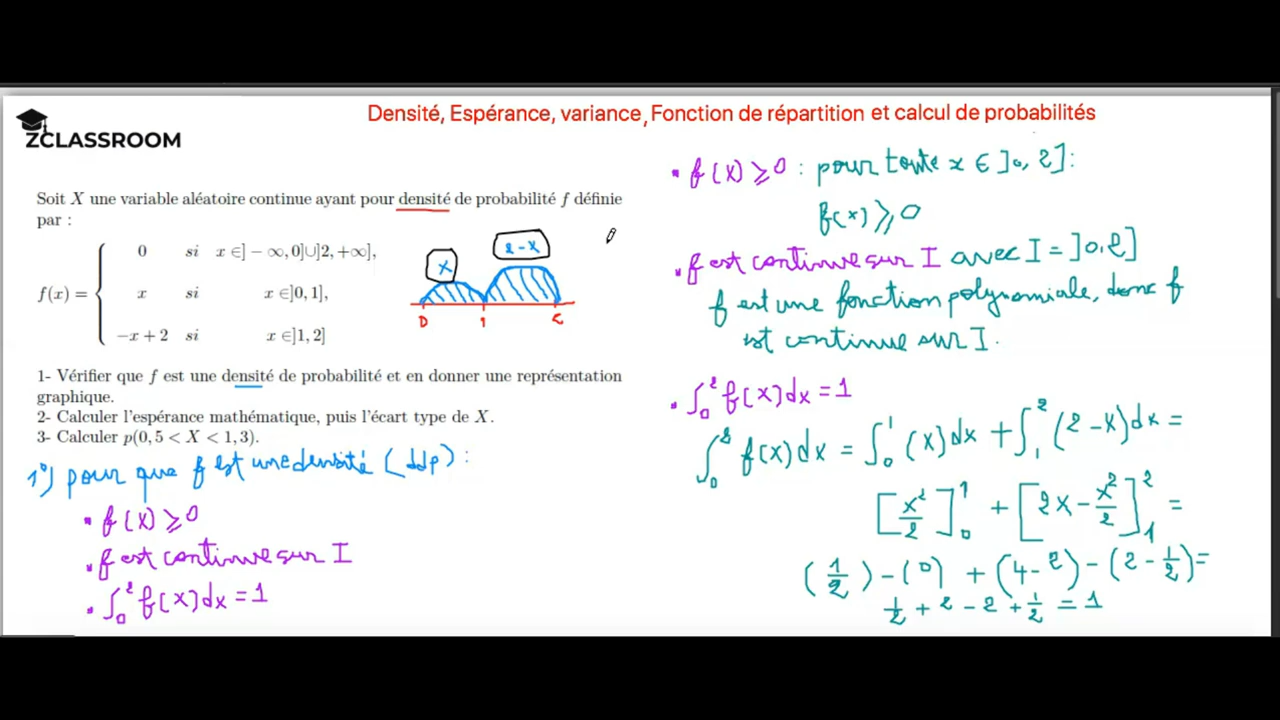 Densité, Espérance, variance, Fonction de répartition et calcul de probabilités
ZCLASSROOM
Soit X une variable aléatoire continue ayant pour densité de probabilité f définie
par :
f(x) = { 0 si x ∈] − ∞, 0]∪]2, +∞],
x si x ∈]0, 1],
−x + 2 si x ∈]1, 2]
x
2-x
0 1 2
1- Vérifier que f est une densité de probabilité et en donner une représentation
graphique.
2- Calculer l'espérance mathématique, puis l'écart type de X.
3- Calculer p(0, 5 < X < 1, 3).
1°) pour que f est une densité (ddp) :
• f(x) ≥ 0
• f est continue sur I
• ∫₀² f(x)dx = 1
• f(x) ≥ 0 : pour toute x ∈ ]0, 2] :
f(x) ≥ 0
• f est continue sur I avec I = ]0,2]
f est une fonction polynomiale, donc f
est continue sur I.
• ∫₀² f(x)dx = 1
∫₀² f(x)dx = ∫₀¹ (x)dx + ∫₁² (2-x)dx =
[x²/2]₀¹ + [2x - x²/2]₁² =
(1/2) - (0) + (4-2) - (2 - 1/2) =
1/2 + 2 - 2 + 1/2 = 1